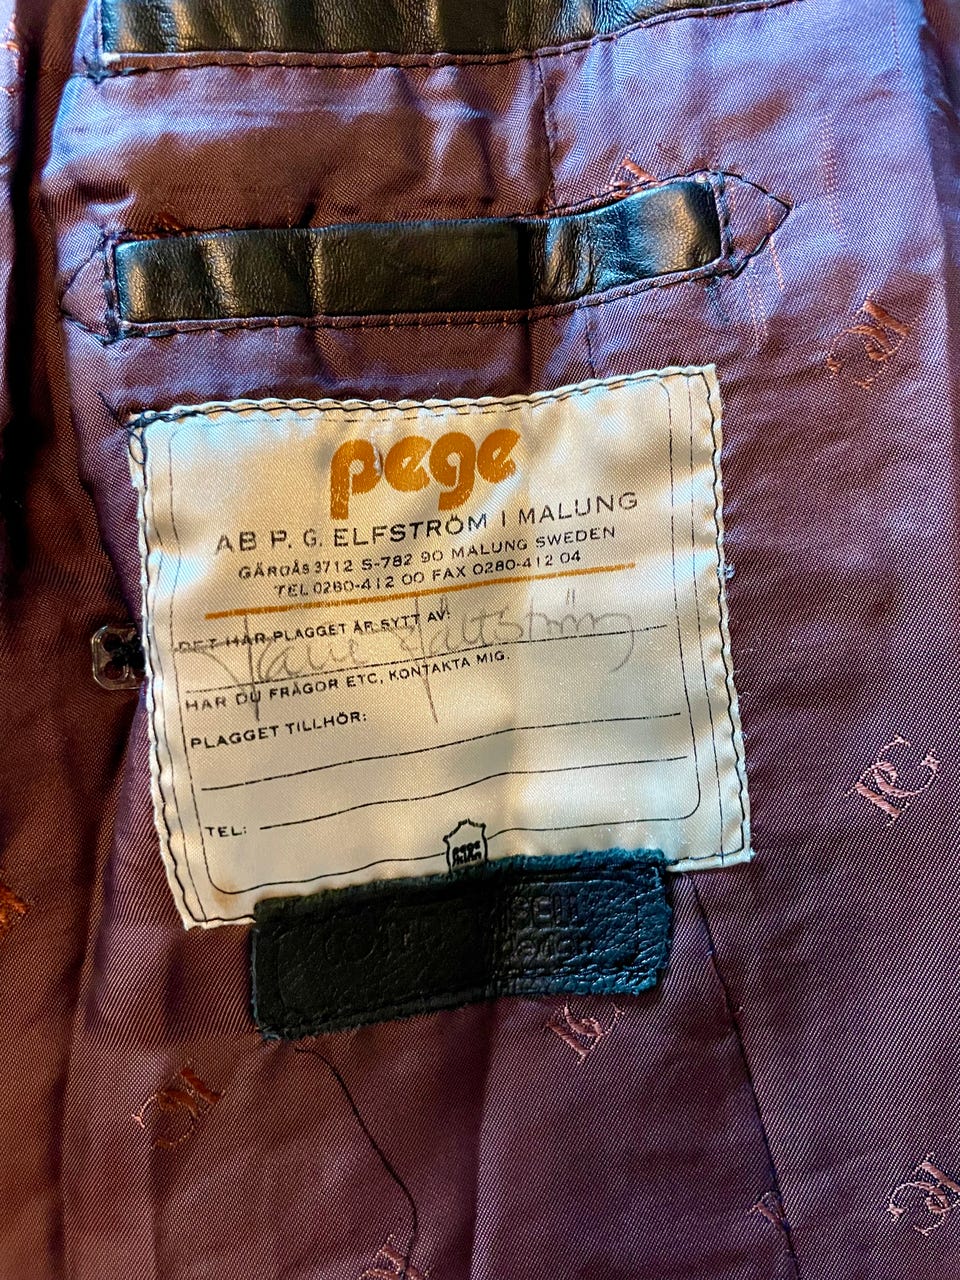 pege
AB P. G. ELFSTRÖM I MALUNG
GÄRDÅS 3712 S-782 90 MALUNG SWEDEN
TEL 0280-412 00 FAX 0280-412 04
DET HÄR PLAGGET ÄR SYTT AV:
HAR DU FRÅGOR ETC, KONTAKTA MIG.
PLAGGET TILLHÖR:
TEL:
pege